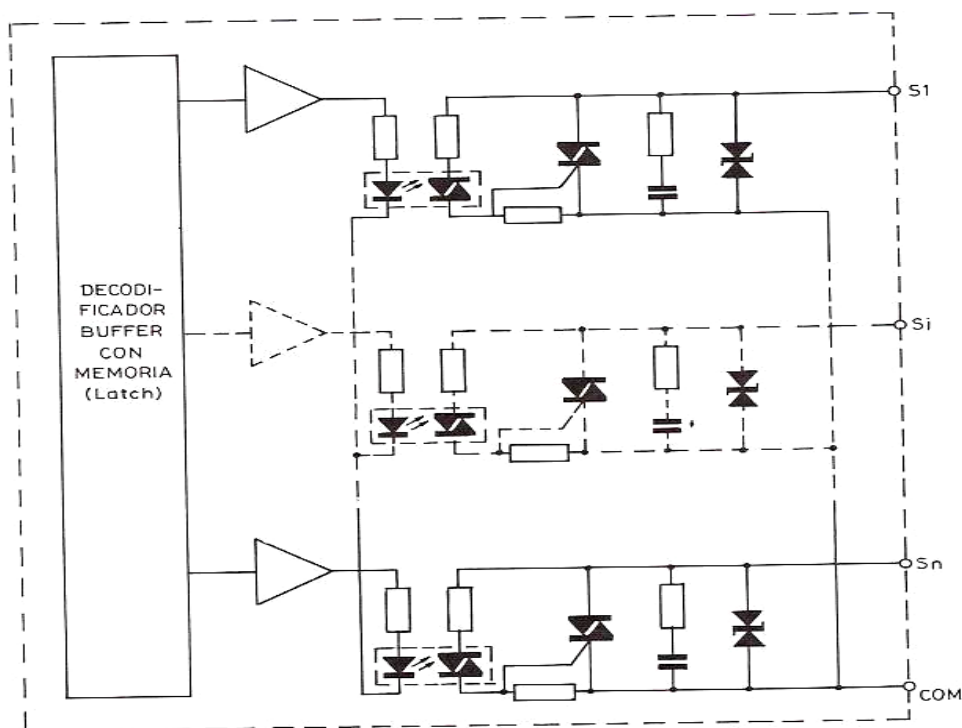 S1
DECODI-
FICADOR
BUFFER
CON
MEMORIA
(Latch)
Si
Sn
COM